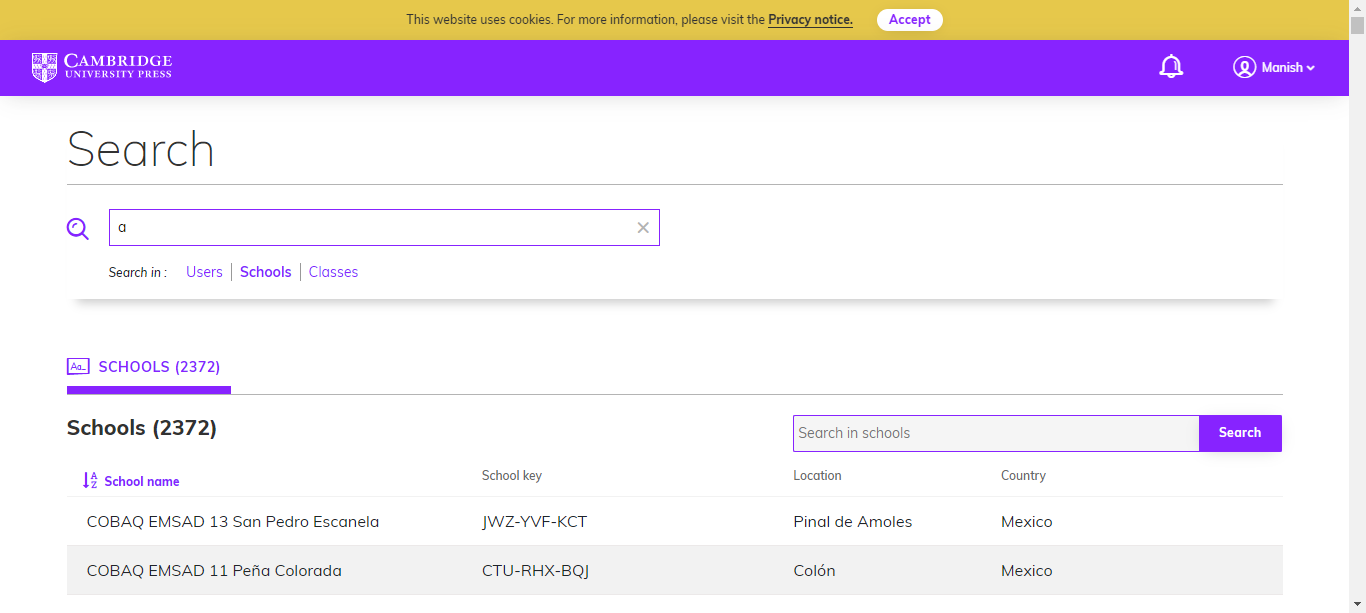 This website uses cookies. For more information, please visit the Privacy notice. Accept
CAMBRIDGE
UNIVERSITY PRESS
Manish
Search
a
Search in : Users Schools Classes
Aa_ SCHOOLS (2372)
Schools (2372)
Search in schools Search
A
Z
School name School key Location Country
COBAQ EMSAD 13 San Pedro Escanela JWZ-YVF-KCT Pinal de Amoles Mexico
COBAQ EMSAD 11 Peña Colorada CTU-RHX-BQJ Colón Mexico